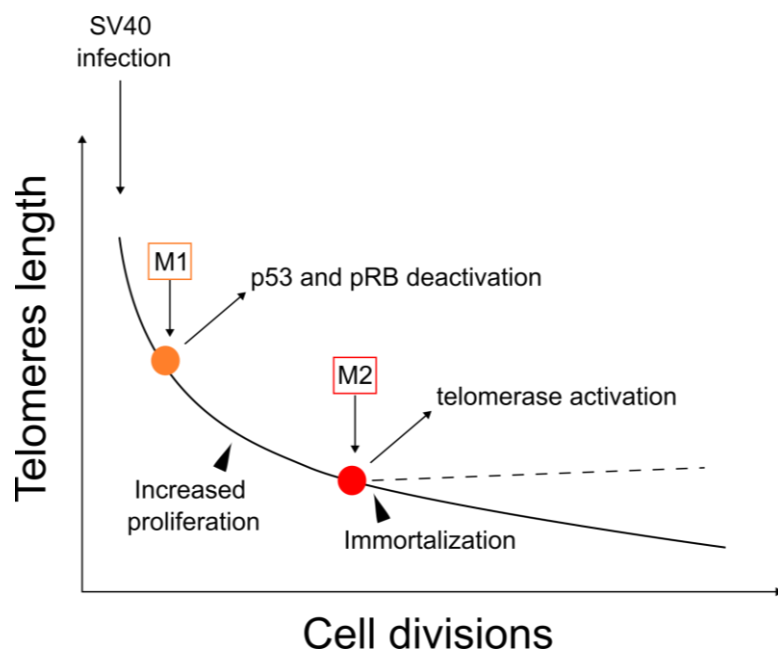 SV40
infection
M1
p53 and pRB deactivation
M2
telomerase activation
Increased
proliferation
Immortalization
Telomeres length
Cell divisions